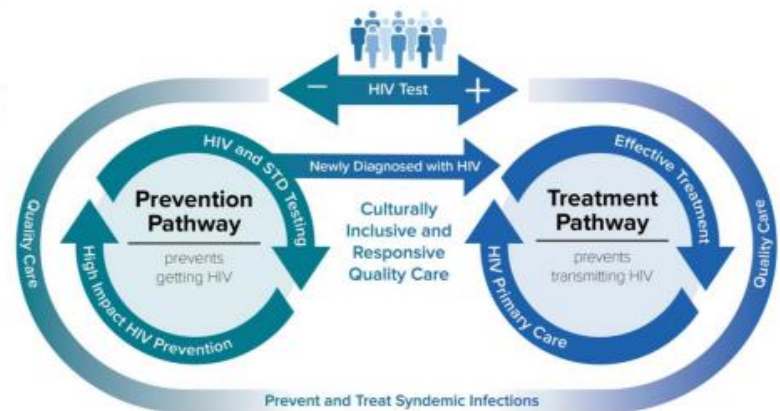 − HIV Test +
HIV and STD Testing
Newly Diagnosed with HIV
Effective Treatment
Prevention
Pathway
prevents
getting HIV
Culturally
Inclusive and
Responsive
Quality Care
Treatment
Pathway
prevents
transmitting HIV
Quality Care
High Impact HIV Prevention
HIV Primary Care
Quality Care
Prevent and Treat Syndemic Infections